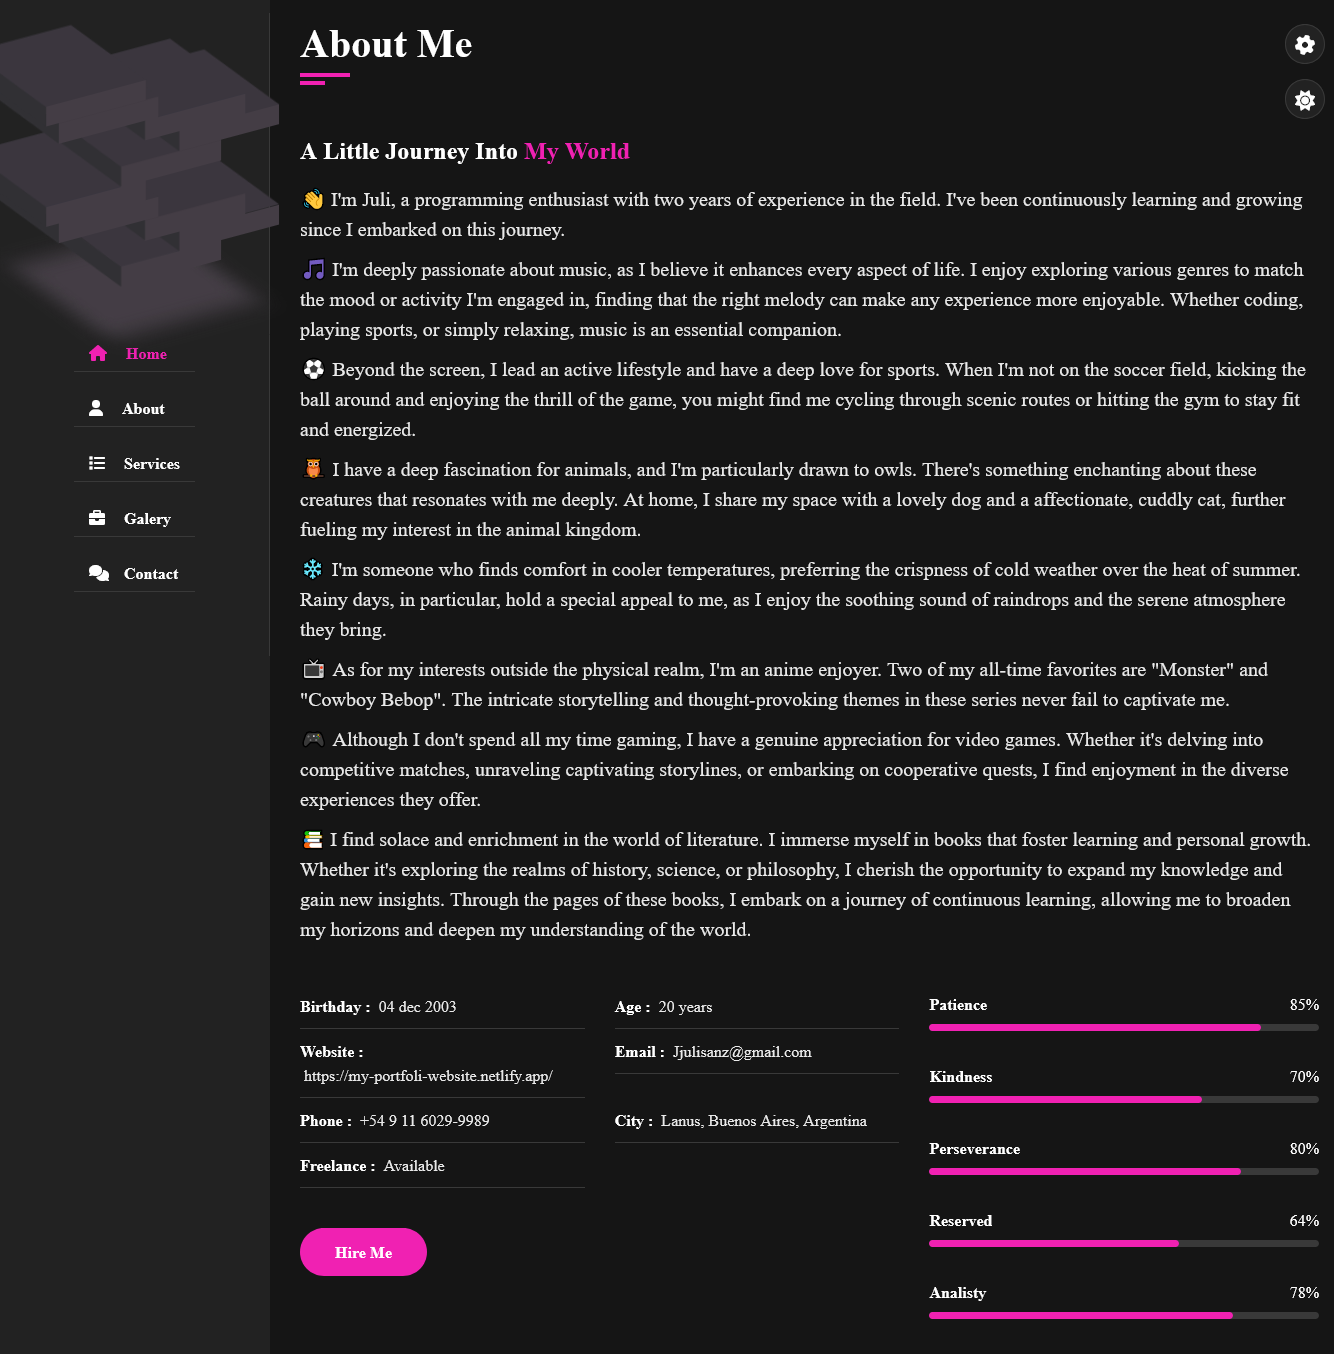 Home
About
Services
Galery
Contact
About Me
A Little Journey Into My World
👋 I'm Juli, a programming enthusiast with two years of experience in the field. I've been continuously learning and growing
since I embarked on this journey.
🎵 I'm deeply passionate about music, as I believe it enhances every aspect of life. I enjoy exploring various genres to match
the mood or activity I'm engaged in, finding that the right melody can make any experience more enjoyable. Whether coding,
playing sports, or simply relaxing, music is an essential companion.
⚽ Beyond the screen, I lead an active lifestyle and have a deep love for sports. When I'm not on the soccer field, kicking the
ball around and enjoying the thrill of the game, you might find me cycling through scenic routes or hitting the gym to stay fit
and energized.
🦉 I have a deep fascination for animals, and I'm particularly drawn to owls. There's something enchanting about these
creatures that resonates with me deeply. At home, I share my space with a lovely dog and a affectionate, cuddly cat, further
fueling my interest in the animal kingdom.
❄️ I'm someone who finds comfort in cooler temperatures, preferring the crispness of cold weather over the heat of summer.
Rainy days, in particular, hold a special appeal to me, as I enjoy the soothing sound of raindrops and the serene atmosphere
they bring.
📺 As for my interests outside the physical realm, I'm an anime enjoyer. Two of my all-time favorites are "Monster" and
"Cowboy Bebop". The intricate storytelling and thought-provoking themes in these series never fail to captivate me.
🎮 Although I don't spend all my time gaming, I have a genuine appreciation for video games. Whether it's delving into
competitive matches, unraveling captivating storylines, or embarking on cooperative quests, I find enjoyment in the diverse
experiences they offer.
📚 I find solace and enrichment in the world of literature. I immerse myself in books that foster learning and personal growth.
Whether it's exploring the realms of history, science, or philosophy, I cherish the opportunity to expand my knowledge and
gain new insights. Through the pages of these books, I embark on a journey of continuous learning, allowing me to broaden
my horizons and deepen my understanding of the world.
Birthday : 04 dec 2003
Age : 20 years
Website :
https://my-portfoli-website.netlify.app/
Email : Jjulisanz@gmail.com
Phone : +54 9 11 6029-9989
City : Lanus, Buenos Aires, Argentina
Freelance : Available
Hire Me
Patience 85%
Kindness 70%
Perseverance 80%
Reserved 64%
Analisty 78%